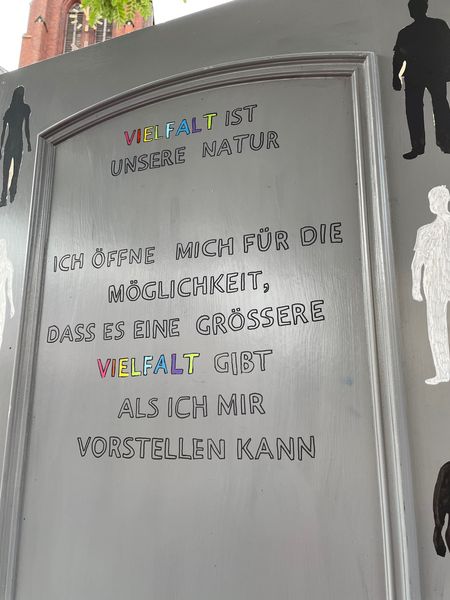 VIELFALT IST
UNSERE NATUR
ICH ÖFFNE MICH FÜR DIE
MÖGLICHKEIT,
DASS ES EINE GRÖSSERE
VIELFALT GIBT
ALS ICH MIR
VORSTELLEN KANN